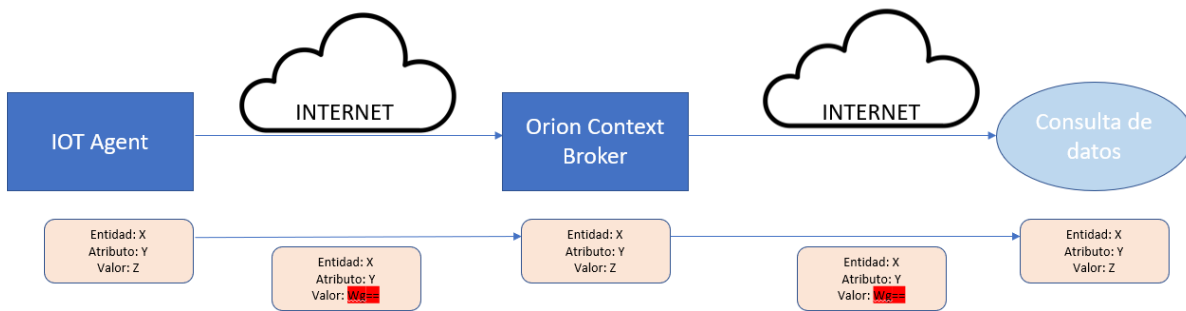 INTERNET
INTERNET
IOT Agent
Orion Context
Broker
Consulta de
datos
Entidad: X
Atributo: Y
Valor: Z
Entidad: X
Atributo: Y
Valor: Wg==
Entidad: X
Atributo: Y
Valor: Z
Entidad: X
Atributo: Y
Valor: Wg==
Entidad: X
Atributo: Y
Valor: Z